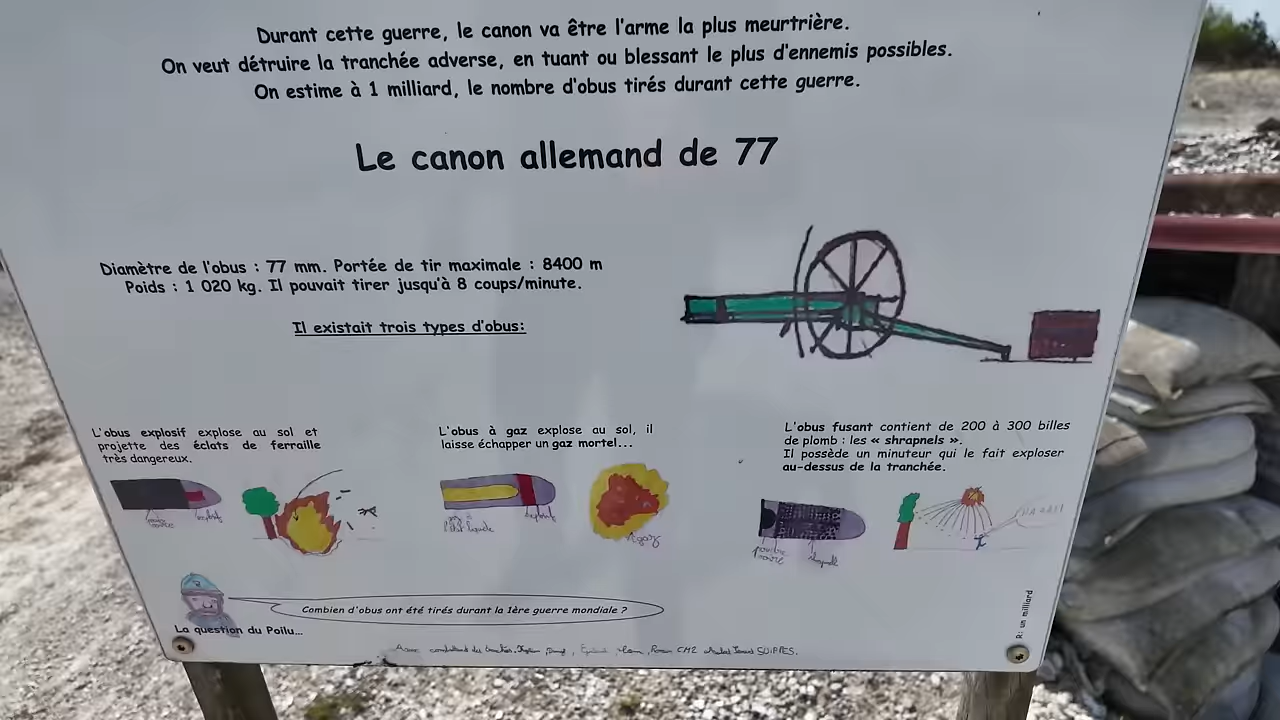 Durant cette guerre, le canon va être l'arme la plus meurtrière.
On veut détruire la tranchée adverse, en tuant ou blessant le plus d'ennemis possibles.
On estime à 1 milliard, le nombre d'obus tirés durant cette guerre.
Le canon allemand de 77
Diamètre de l'obus : 77 mm. Portée de tir maximale : 8400 m
Poids : 1 020 kg. Il pouvait tirer jusqu'à 8 coups/minute.
Il existait trois types d'obus:
L'obus explosif explose au sol et
projette des éclats de ferraille
très dangereux.
L'obus à gaz explose au sol, il
laisse échapper un gaz mortel...
L'obus fusant contient de 200 à 300 billes
de plomb : les « shrapnels ».
Il possède un minuteur qui le fait exploser
au-dessus de la tranchée.
poudre
noire
Combien d'obus ont été tirés durant la 1ère guerre mondiale ?
La question du Poilu...
R: un milliard
CM2 SUIPPES.